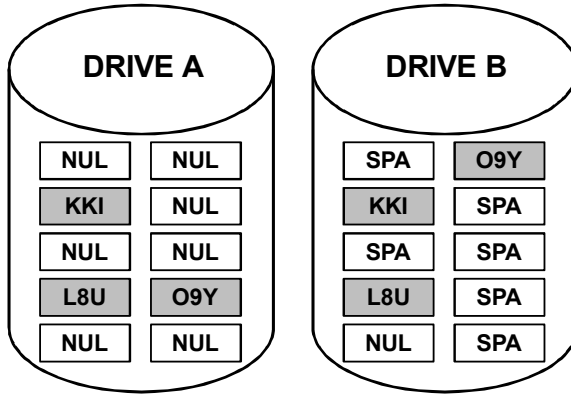 DRIVE A
NUL NUL
KKI NUL
NUL NUL
L8U O9Y
NUL NUL
DRIVE B
SPA O9Y
KKI SPA
SPA SPA
L8U SPA
NUL SPA